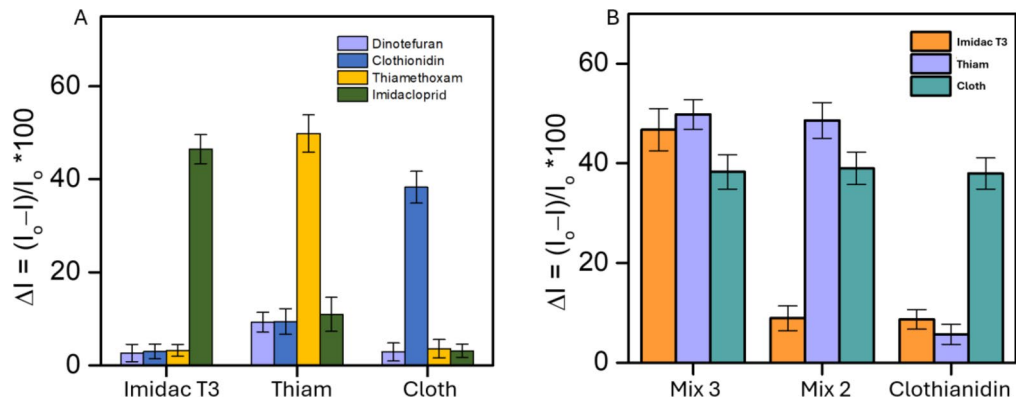 A
Dinotefuran
Clothionidin
Thiamethoxam
Imidacloprid
ΔI = (Io−I)/Io *100
60
40
20
0
Imidac T3
Thiam
Cloth
B
Imidac T3
Thiam
Cloth
ΔI = (Io−I)/Io *100
60
40
20
0
Mix 3
Mix 2
Clothianidin